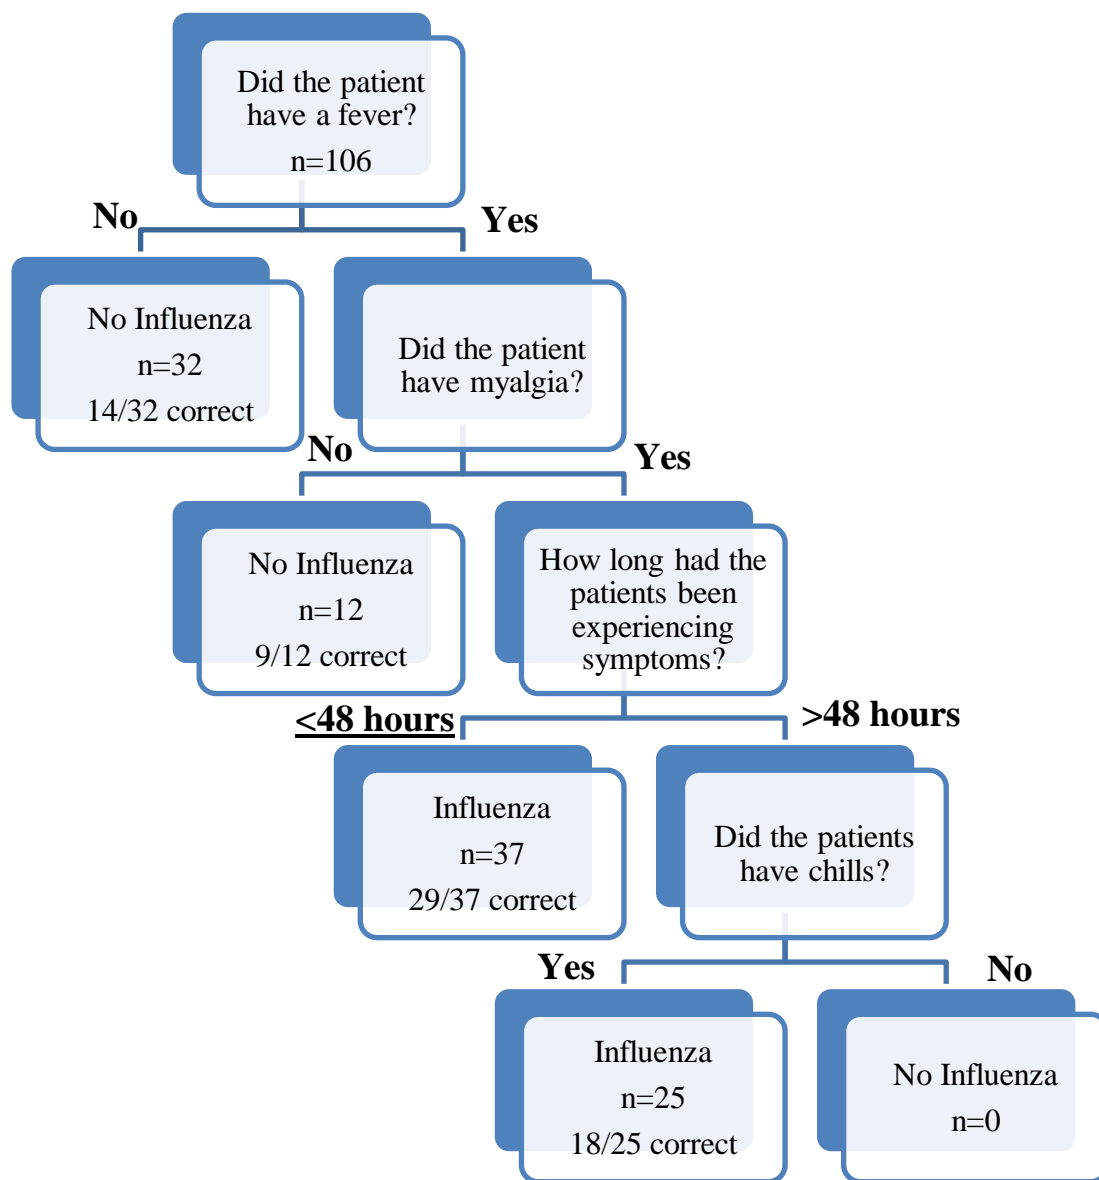 Did the patient
have a fever?
n=106
No
Yes
No Influenza
n=32
14/32 correct
Did the patient
have myalgia?
No
Yes
No Influenza
n=12
9/12 correct
How long had the
patients been
experiencing
symptoms?
<48 hours
>48 hours
Influenza
n=37
29/37 correct
Did the patients
have chills?
Yes
No
Influenza
n=25
18/25 correct
No Influenza
n=0